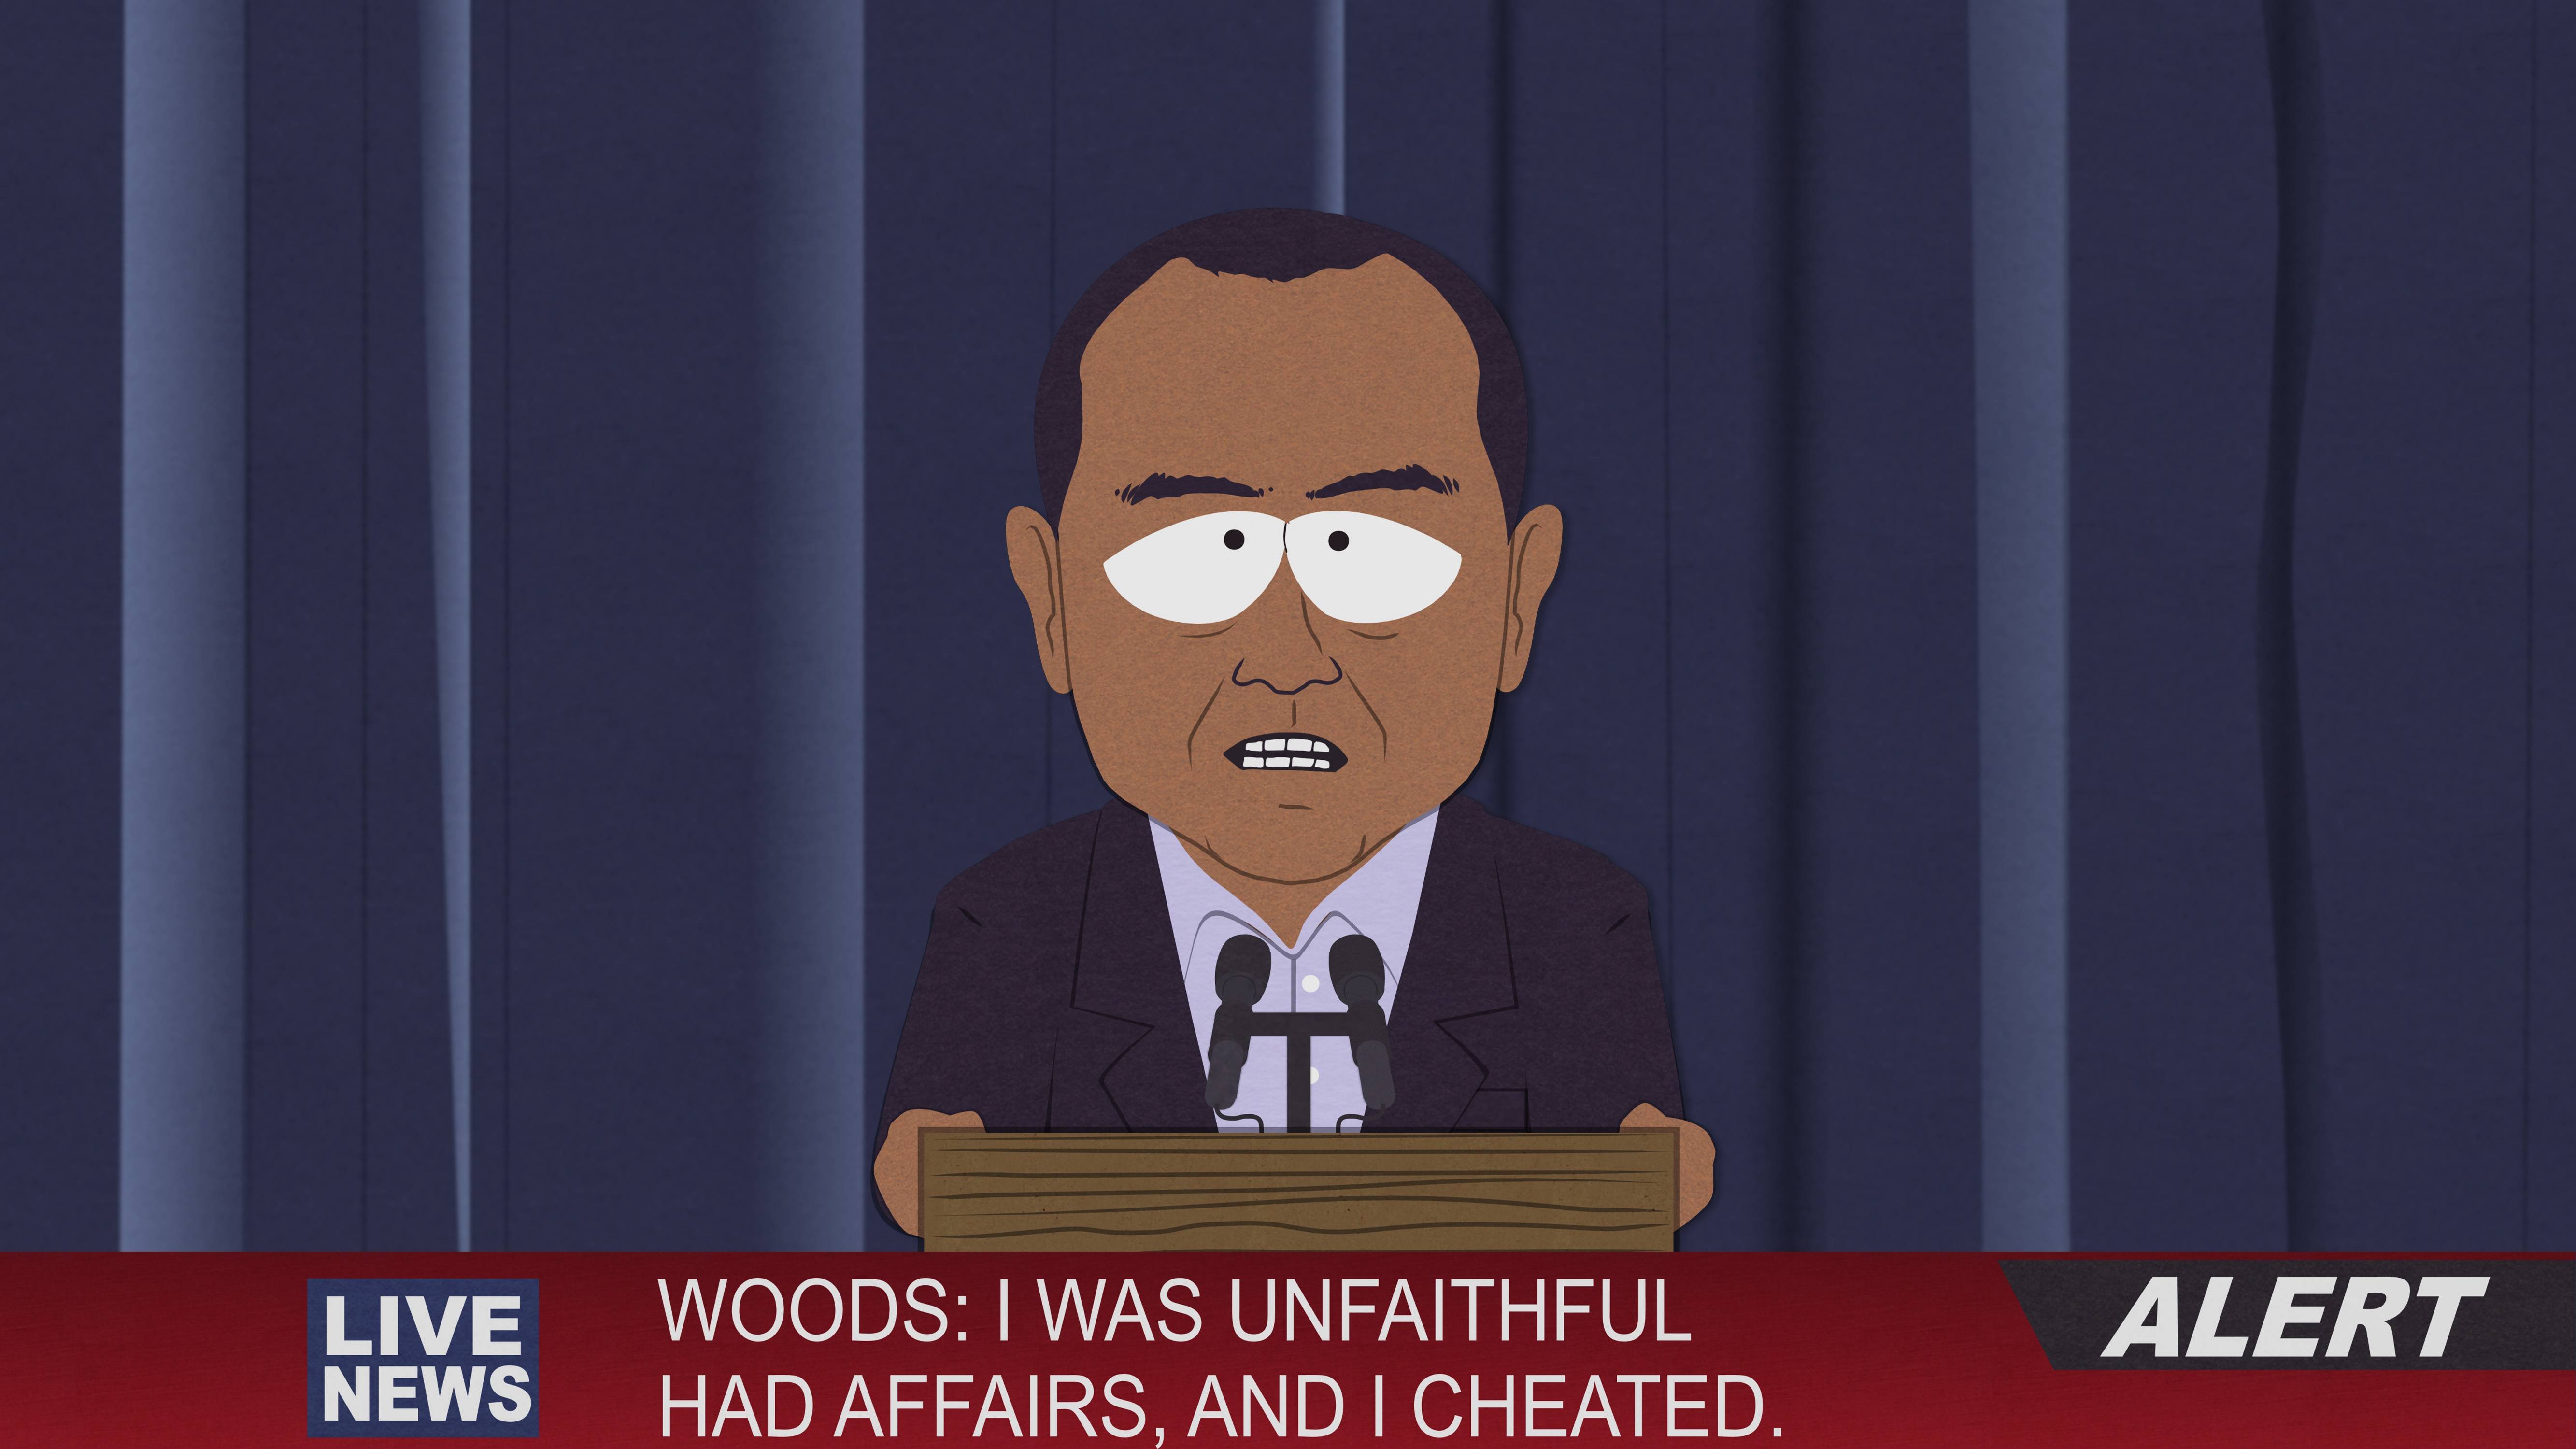 LIVE
NEWS
WOODS: I WAS UNFAITHFUL
HAD AFFAIRS, AND I CHEATED.
ALERT